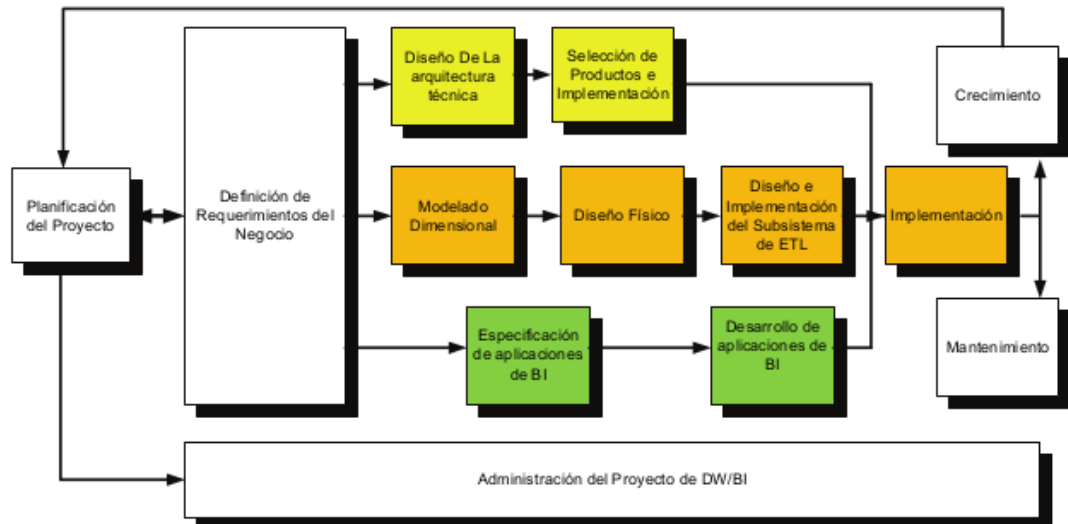 Diseño De La
arquitectura
técnica
Selección de
Productos e
Implementación
Crecimiento
Planificación
del Proyecto
Definición de
Requerimientos del
Negocio
Modelado
Dimensional
Diseño Físico
Diseño e
Implementación
del Subsistema
de ETL
Implementación
Especificación
de aplicaciones
de BI
Desarrollo de
aplicaciones de
BI
Mantenimiento
Administración del Proyecto de DW/BI